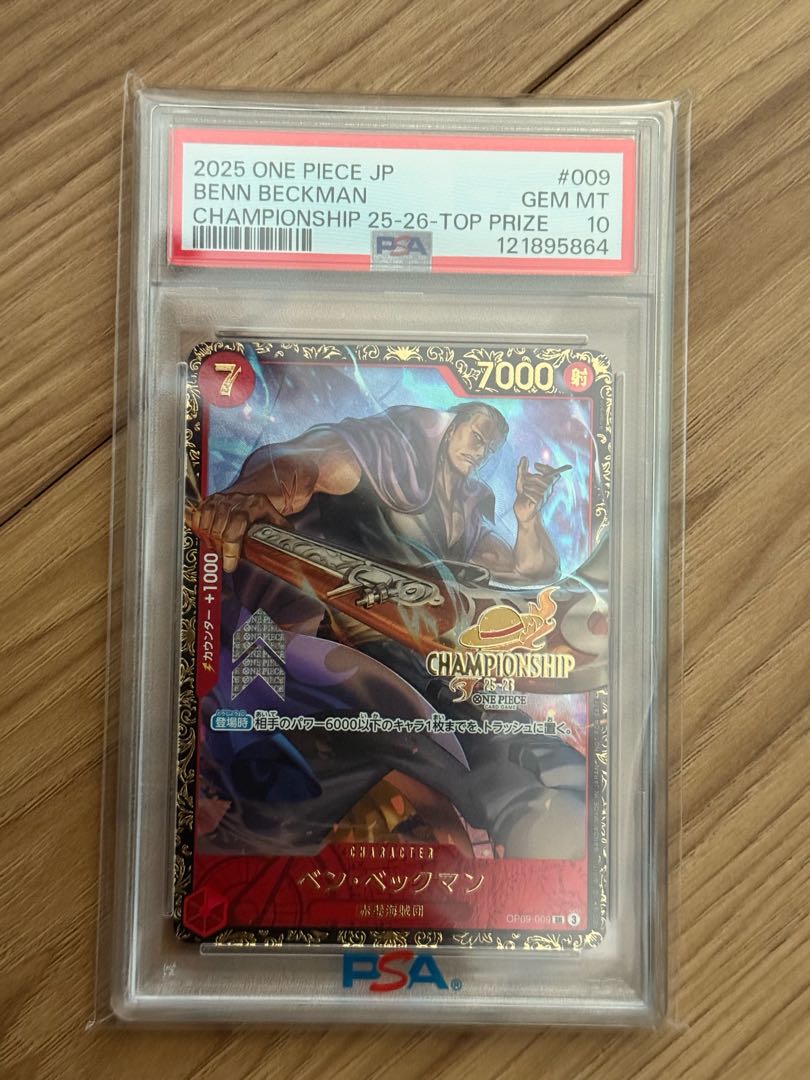 2025 ONE PIECE JP #009
BENN BECKMAN GEM MT
CHAMPIONSHIP 25-26-TOP PRIZE 10
PSA 121895864
7 7000 射
カウンター +1000
ONE PIECE
CHAMPIONSHIP
25-26
ONE PIECE
CARD GAME
登場時 相手のパワー6000以下のキャラ1枚までを、トラッシュに置く。
CHARACTER
ベン・ベックマン
赤髪海賊団
OP09-009 SR 3
PSA®